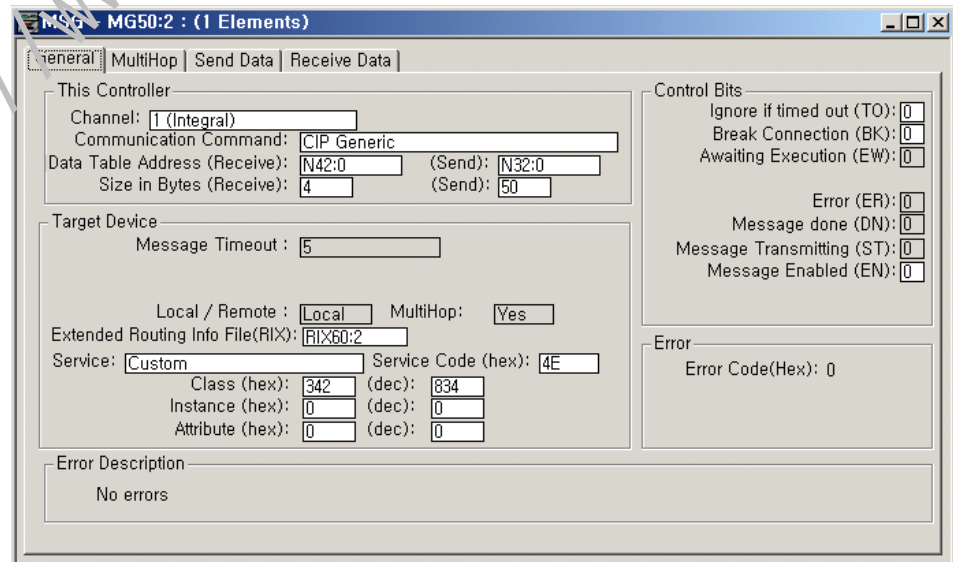 MSG - MG50:2 : (1 Elements)
General MultiHop Send Data Receive Data
This Controller
Channel: 1 (Integral)
Communication Command: CIP Generic
Data Table Address (Receive): N42:0 (Send): N32:0
Size in Bytes (Receive): 4 (Send): 50
Target Device
Message Timeout : 5
Local / Remote : Local MultiHop: Yes
Extended Routing Info File(RIX): RIX60:2
Service: Custom Service Code (hex): 4E
Class (hex): 342 (dec): 834
Instance (hex): 0 (dec): 0
Attribute (hex): 0 (dec): 0
Control Bits
Ignore if timed out (TO): 0
Break Connection (BK): 0
Awaiting Execution (EW): 0
Error (ER): 0
Message done (DN): 0
Message Transmitting (ST): 0
Message Enabled (EN): 0
Error
Error Code(Hex): 0
Error Description
No errors